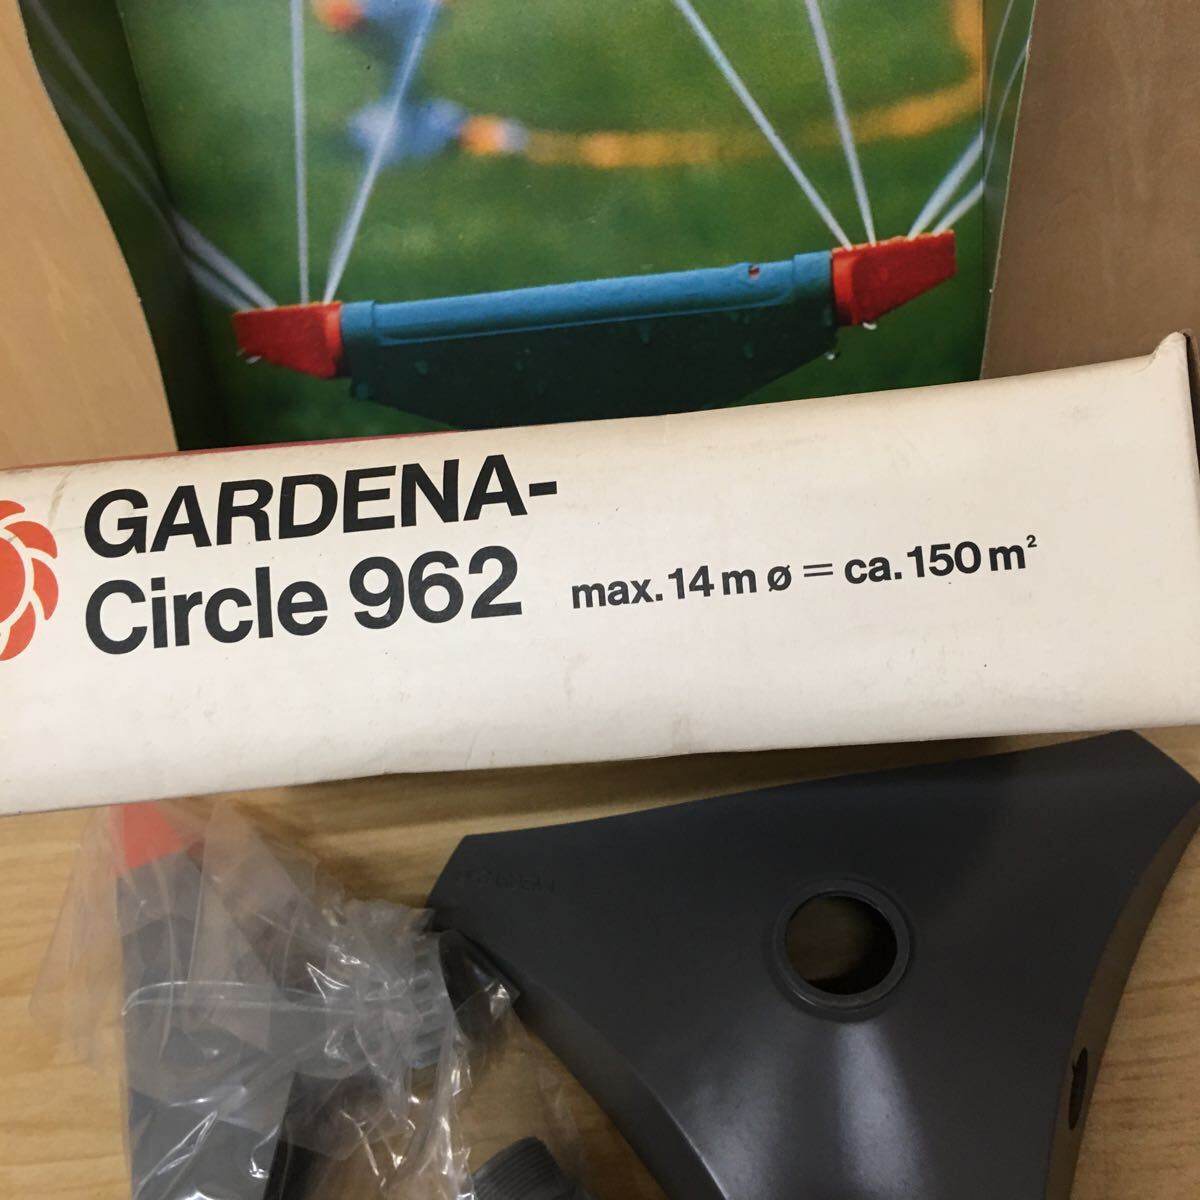 GARDENA-
Circle 962
max. 14 m ø = ca. 150 m²